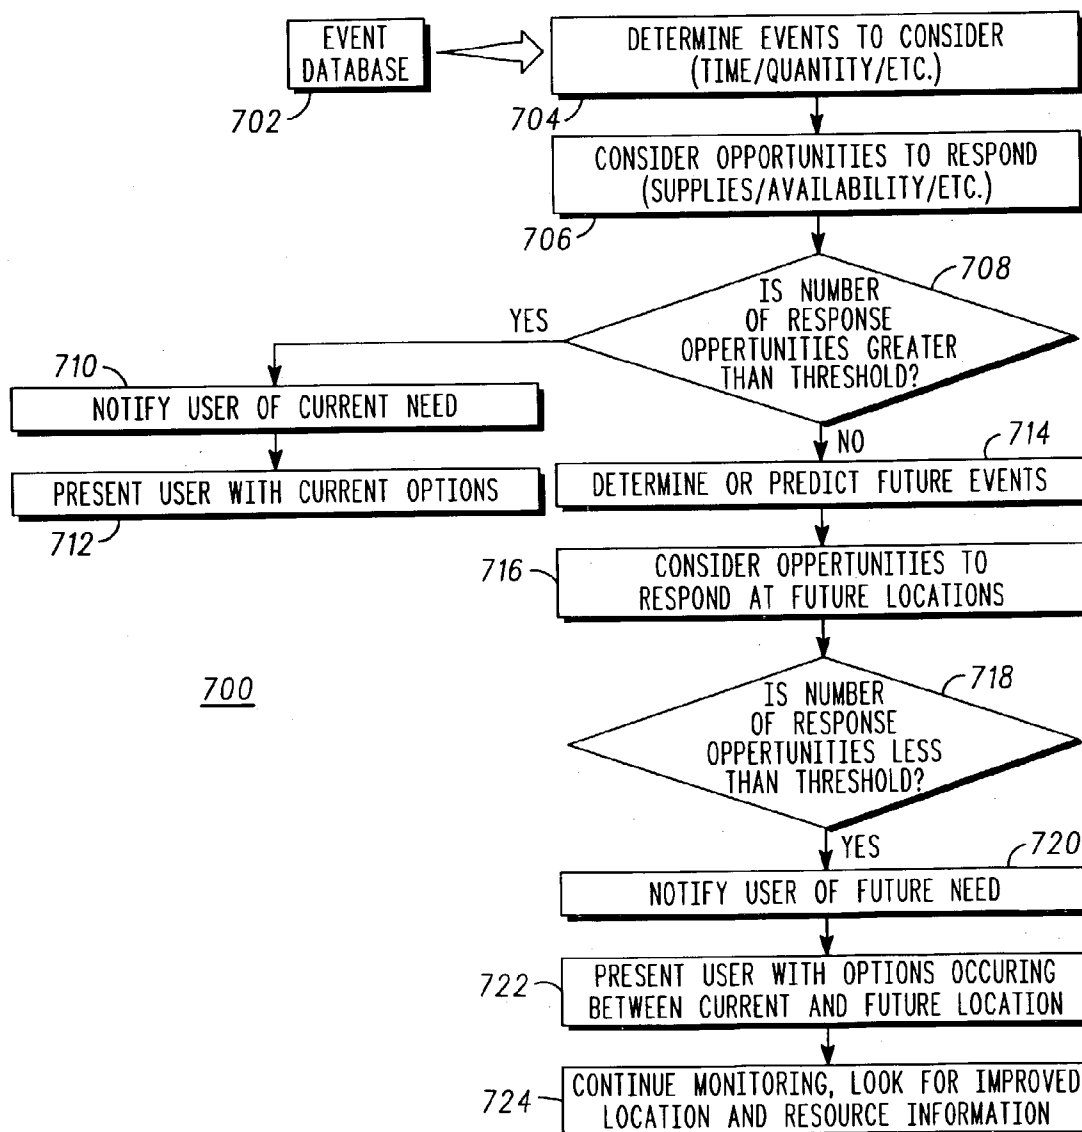 EVENT
DATABASE
702
DETERMINE EVENTS TO CONSIDER
(TIME/QUANTITY/ETC.)
704
CONSIDER OPPORTUNITIES TO RESPOND
(SUPPLIES/AVAILABILITY/ETC.)
706
IS NUMBER
OF RESPONSE
OPPERTUNITIES GREATER
THAN THRESHOLD?
708
YES
710
NOTIFY USER OF CURRENT NEED
PRESENT USER WITH CURRENT OPTIONS
712
NO
714
DETERMINE OR PREDICT FUTURE EVENTS
716
CONSIDER OPPERTUNITIES TO
RESPOND AT FUTURE LOCATIONS
700
IS NUMBER
OF RESPONSE
OPPERTUNITIES LESS
THAN THRESHOLD?
718
YES
720
NOTIFY USER OF FUTURE NEED
722
PRESENT USER WITH OPTIONS OCCURING
BETWEEN CURRENT AND FUTURE LOCATION
724
CONTINUE MONITORING, LOOK FOR IMPROVED
LOCATION AND RESOURCE INFORMATION